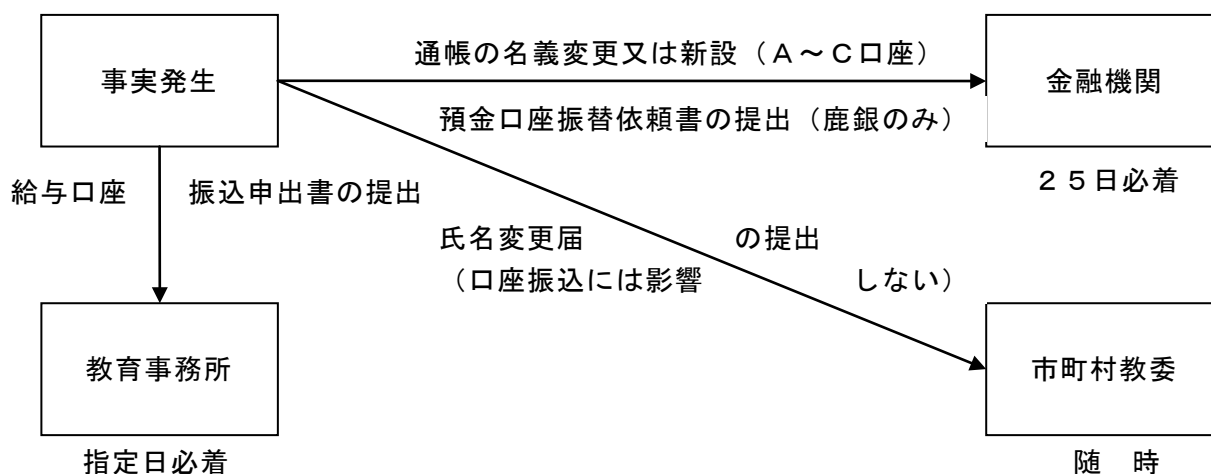 通帳の名義変更又は新設（Ａ～Ｃ口座）
事実発生
金融機関
預金口座振替依頼書の提出（鹿銀のみ）
２５日必着
給与口座　振込申出書の提出
氏名変更届　の提出
（口座振込には影響　しない）
教育事務所
市町村教委
指定日必着
随　時